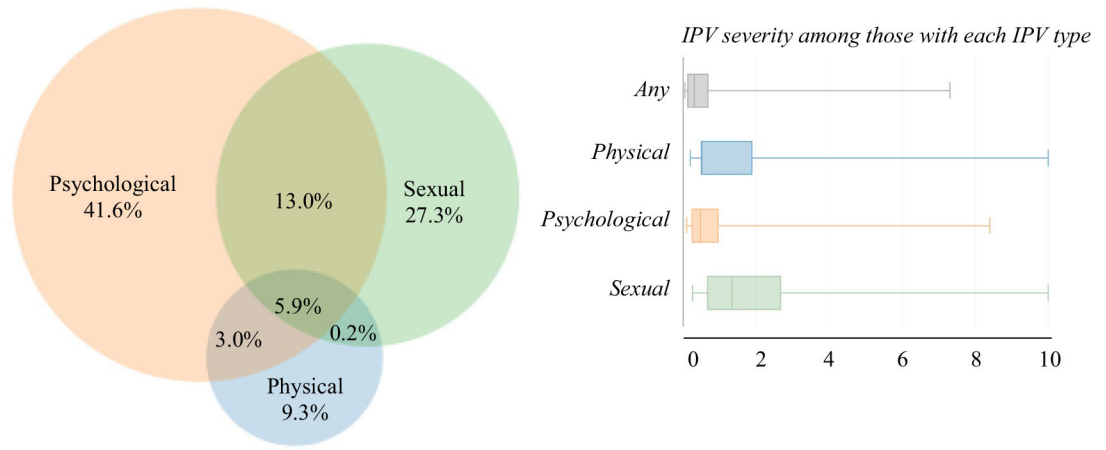 Psychological
41.6%
13.0%
Sexual
27.3%
5.9%
3.0%
0.2%
Physical
9.3%
IPV severity among those with each IPV type
Any
Physical
Psychological
Sexual
0 2 4 6 8 10